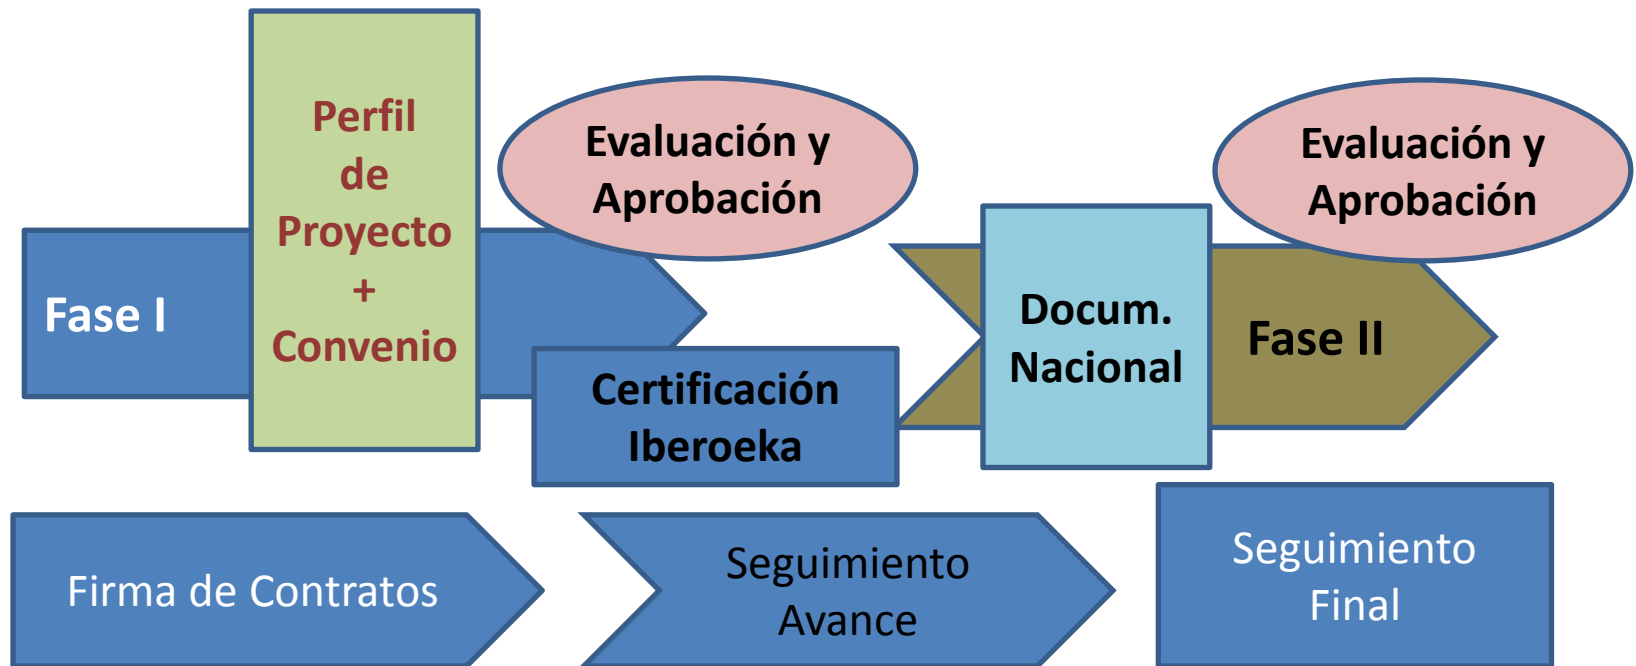 Fase I
Perfil
de
Proyecto
+
Convenio
Evaluación y
Aprobación
Certificación
Iberoeka
Docum.
Nacional
Fase II
Evaluación y
Aprobación
Firma de Contratos
Seguimiento
Avance
Seguimiento
Final